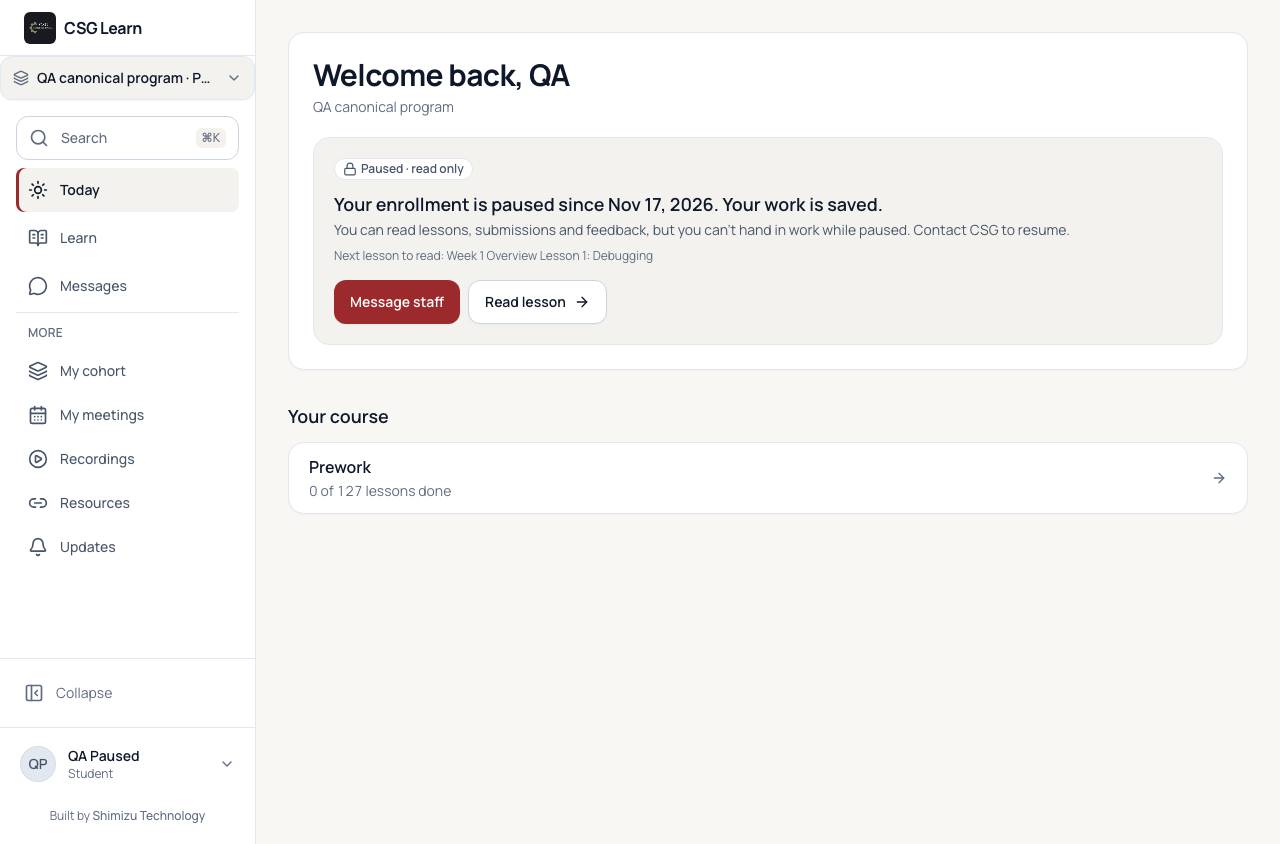 CSG Learn
QA canonical program · P...
Search ⌘K
Today
Learn
Messages
MORE
My cohort
My meetings
Recordings
Resources
Updates
Collapse
QP
QA Paused
Student
Built by Shimizu Technology
Welcome back, QA
QA canonical program
Paused · read only
Your enrollment is paused since Nov 17, 2026. Your work is saved.
You can read lessons, submissions and feedback, but you can't hand in work while paused. Contact CSG to resume.
Next lesson to read: Week 1 Overview Lesson 1: Debugging
Message staff
Read lesson
Your course
Prework
0 of 127 lessons done